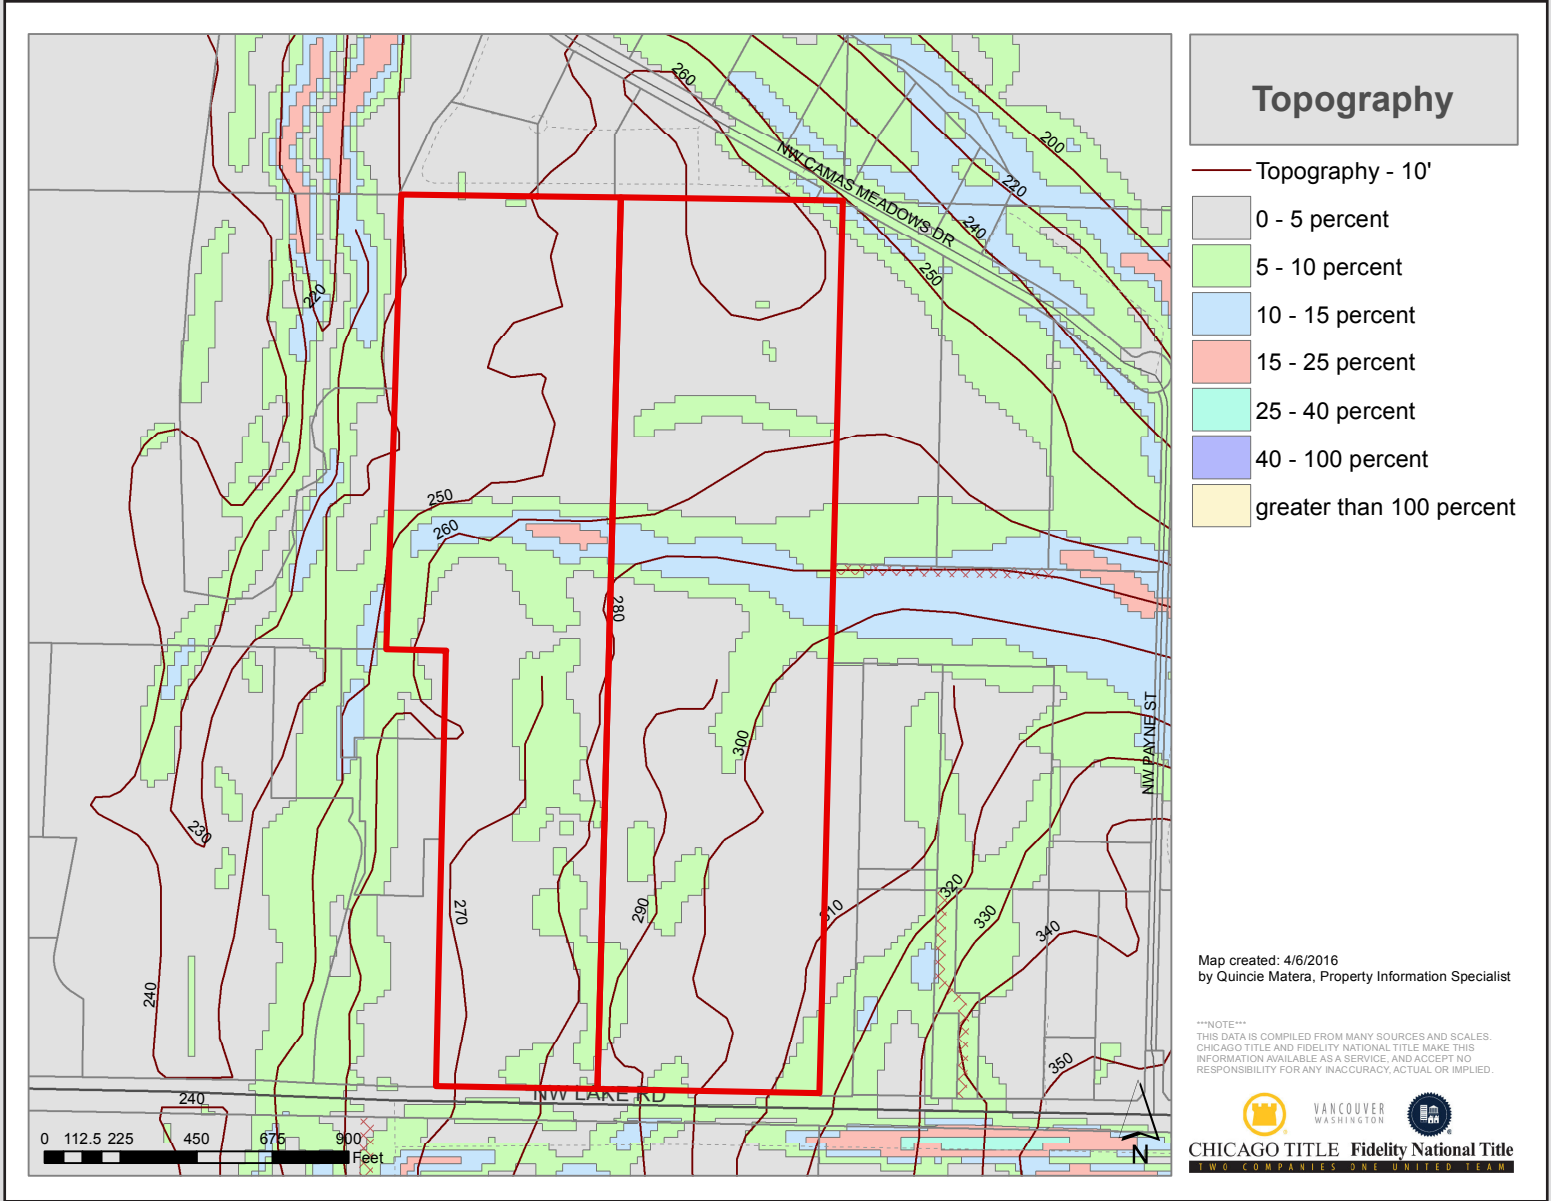 Topography
Topography - 10'
0 - 5 percent
5 - 10 percent
10 - 15 percent
15 - 25 percent
25 - 40 percent
40 - 100 percent
greater than 100 percent
260
200
NW CAMAS MEADOWS DR
220
240
250
220
250
260
280
NW PAYNE ST
300
230
320
270
290
310
330
340
240
350
NW LAKE RD
240
0 112.5 225 450 675 900
Feet
N
Map created: 4/6/2016
by Quincie Matera, Property Information Specialist
***NOTE***
THIS DATA IS COMPILED FROM MANY SOURCES AND SCALES.
CHICAGO TITLE AND FIDELITY NATIONAL TITLE MAKE THIS
INFORMATION AVAILABLE AS A SERVICE, AND ACCEPT NO
RESPONSIBILITY FOR ANY INACCURACY, ACTUAL OR IMPLIED.
VANCOUVER
WASHINGTON
CHICAGO TITLE Fidelity National Title
TWO COMPANIES ONE UNITED TEAM